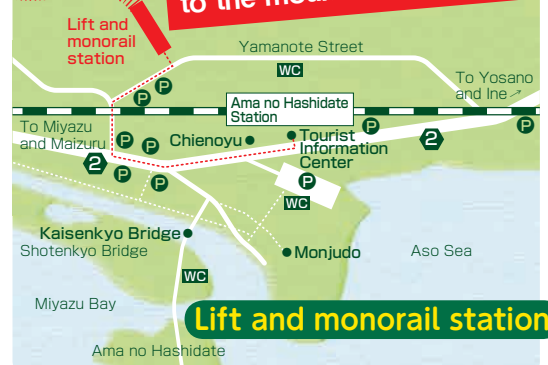 to the
Lift and
monorail
station
Yamanote Street
WC
To Yosano
and Ine↗
P
P
Ama no Hashidate
Station
To Miyazu
and Maizuru
P
P
Chienoyu
Tourist
Information
Center
P
2
P
2
P
P
P
WC
Kaisenkyo Bridge
Shotenkyo Bridge
Monjudo
Aso Sea
WC
Miyazu Bay
Lift and monorail station
Ama no Hashidate